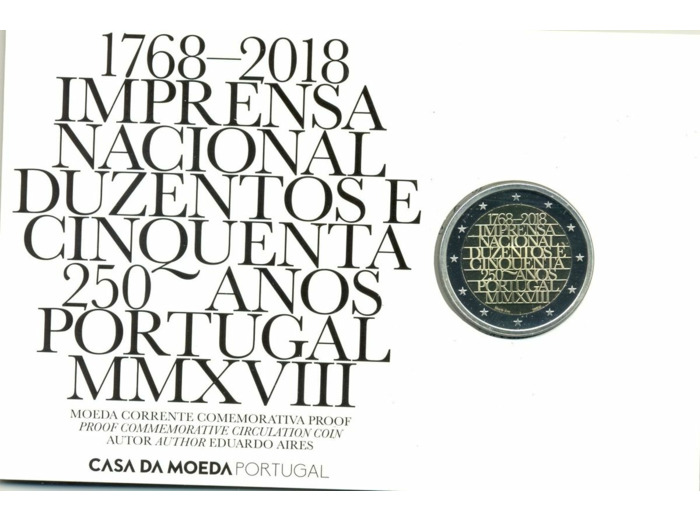 1768–2018
IMPRENSA
NACIONAL
DUZENTOS E
CINQUENTA
250 ANOS
PORTUGAL
MMXVIII
MOEDA CORRENTE COMEMORATIVA PROOF
PROOF COMMEMORATIVE CIRCULATION COIN
AUTOR AUTHOR EDUARDO AIRES
CASA DA MOEDA PORTUGAL
1768–2018
IMPRENSA
NACIONAL
DUZENTOS E
CINQUENTA
250 ANOS
PORTUGAL
MMXVIII